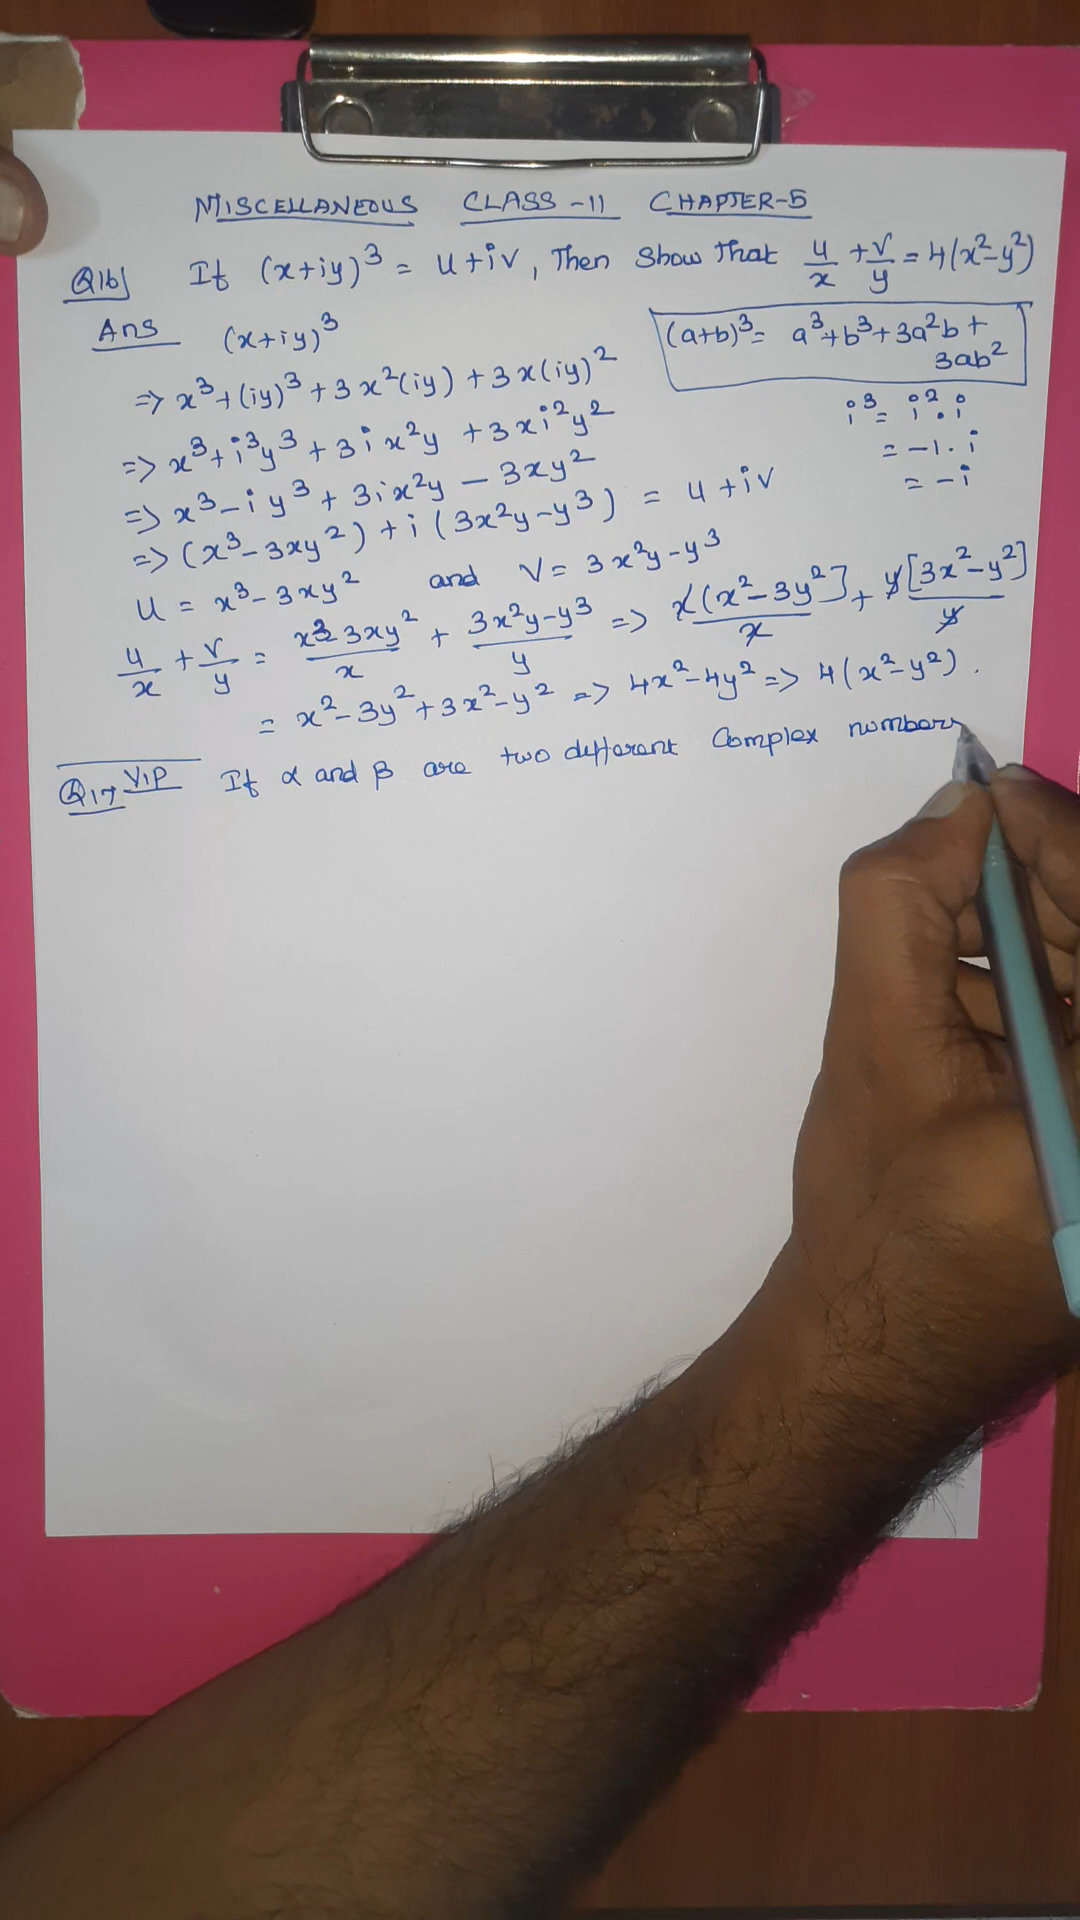 MISCELLANEOUS CLASS-11 CHAPTER-5
Q16) If (x+iy)³ = u+iv, Then Show That u/x + v/y = 4(x²-y²)
Ans (x+iy)³
(a+b)³= a³+b³+3a²b+
3ab²
=> x³+(iy)³+3x²(iy)+3x(iy)²
i³= i².i
=> x³+i³y³+3ix²y+3xi²y²
= -1.i
=> x³-iy³+3ix²y-3xy²
= -i
=> (x³-3xy²)+i(3x²y-y³) = u+iv
u = x³-3xy² and v= 3x²y-y³
u/x + v/y = x³-3xy²/x + 3x²y-y³/y => x(x²-3y²]/x + y[3x²-y²]/y
= x²-3y²+3x²-y² => 4x²-4y² => 4(x²-y²).
Q17 VIP If α and β are two different Complex numbers